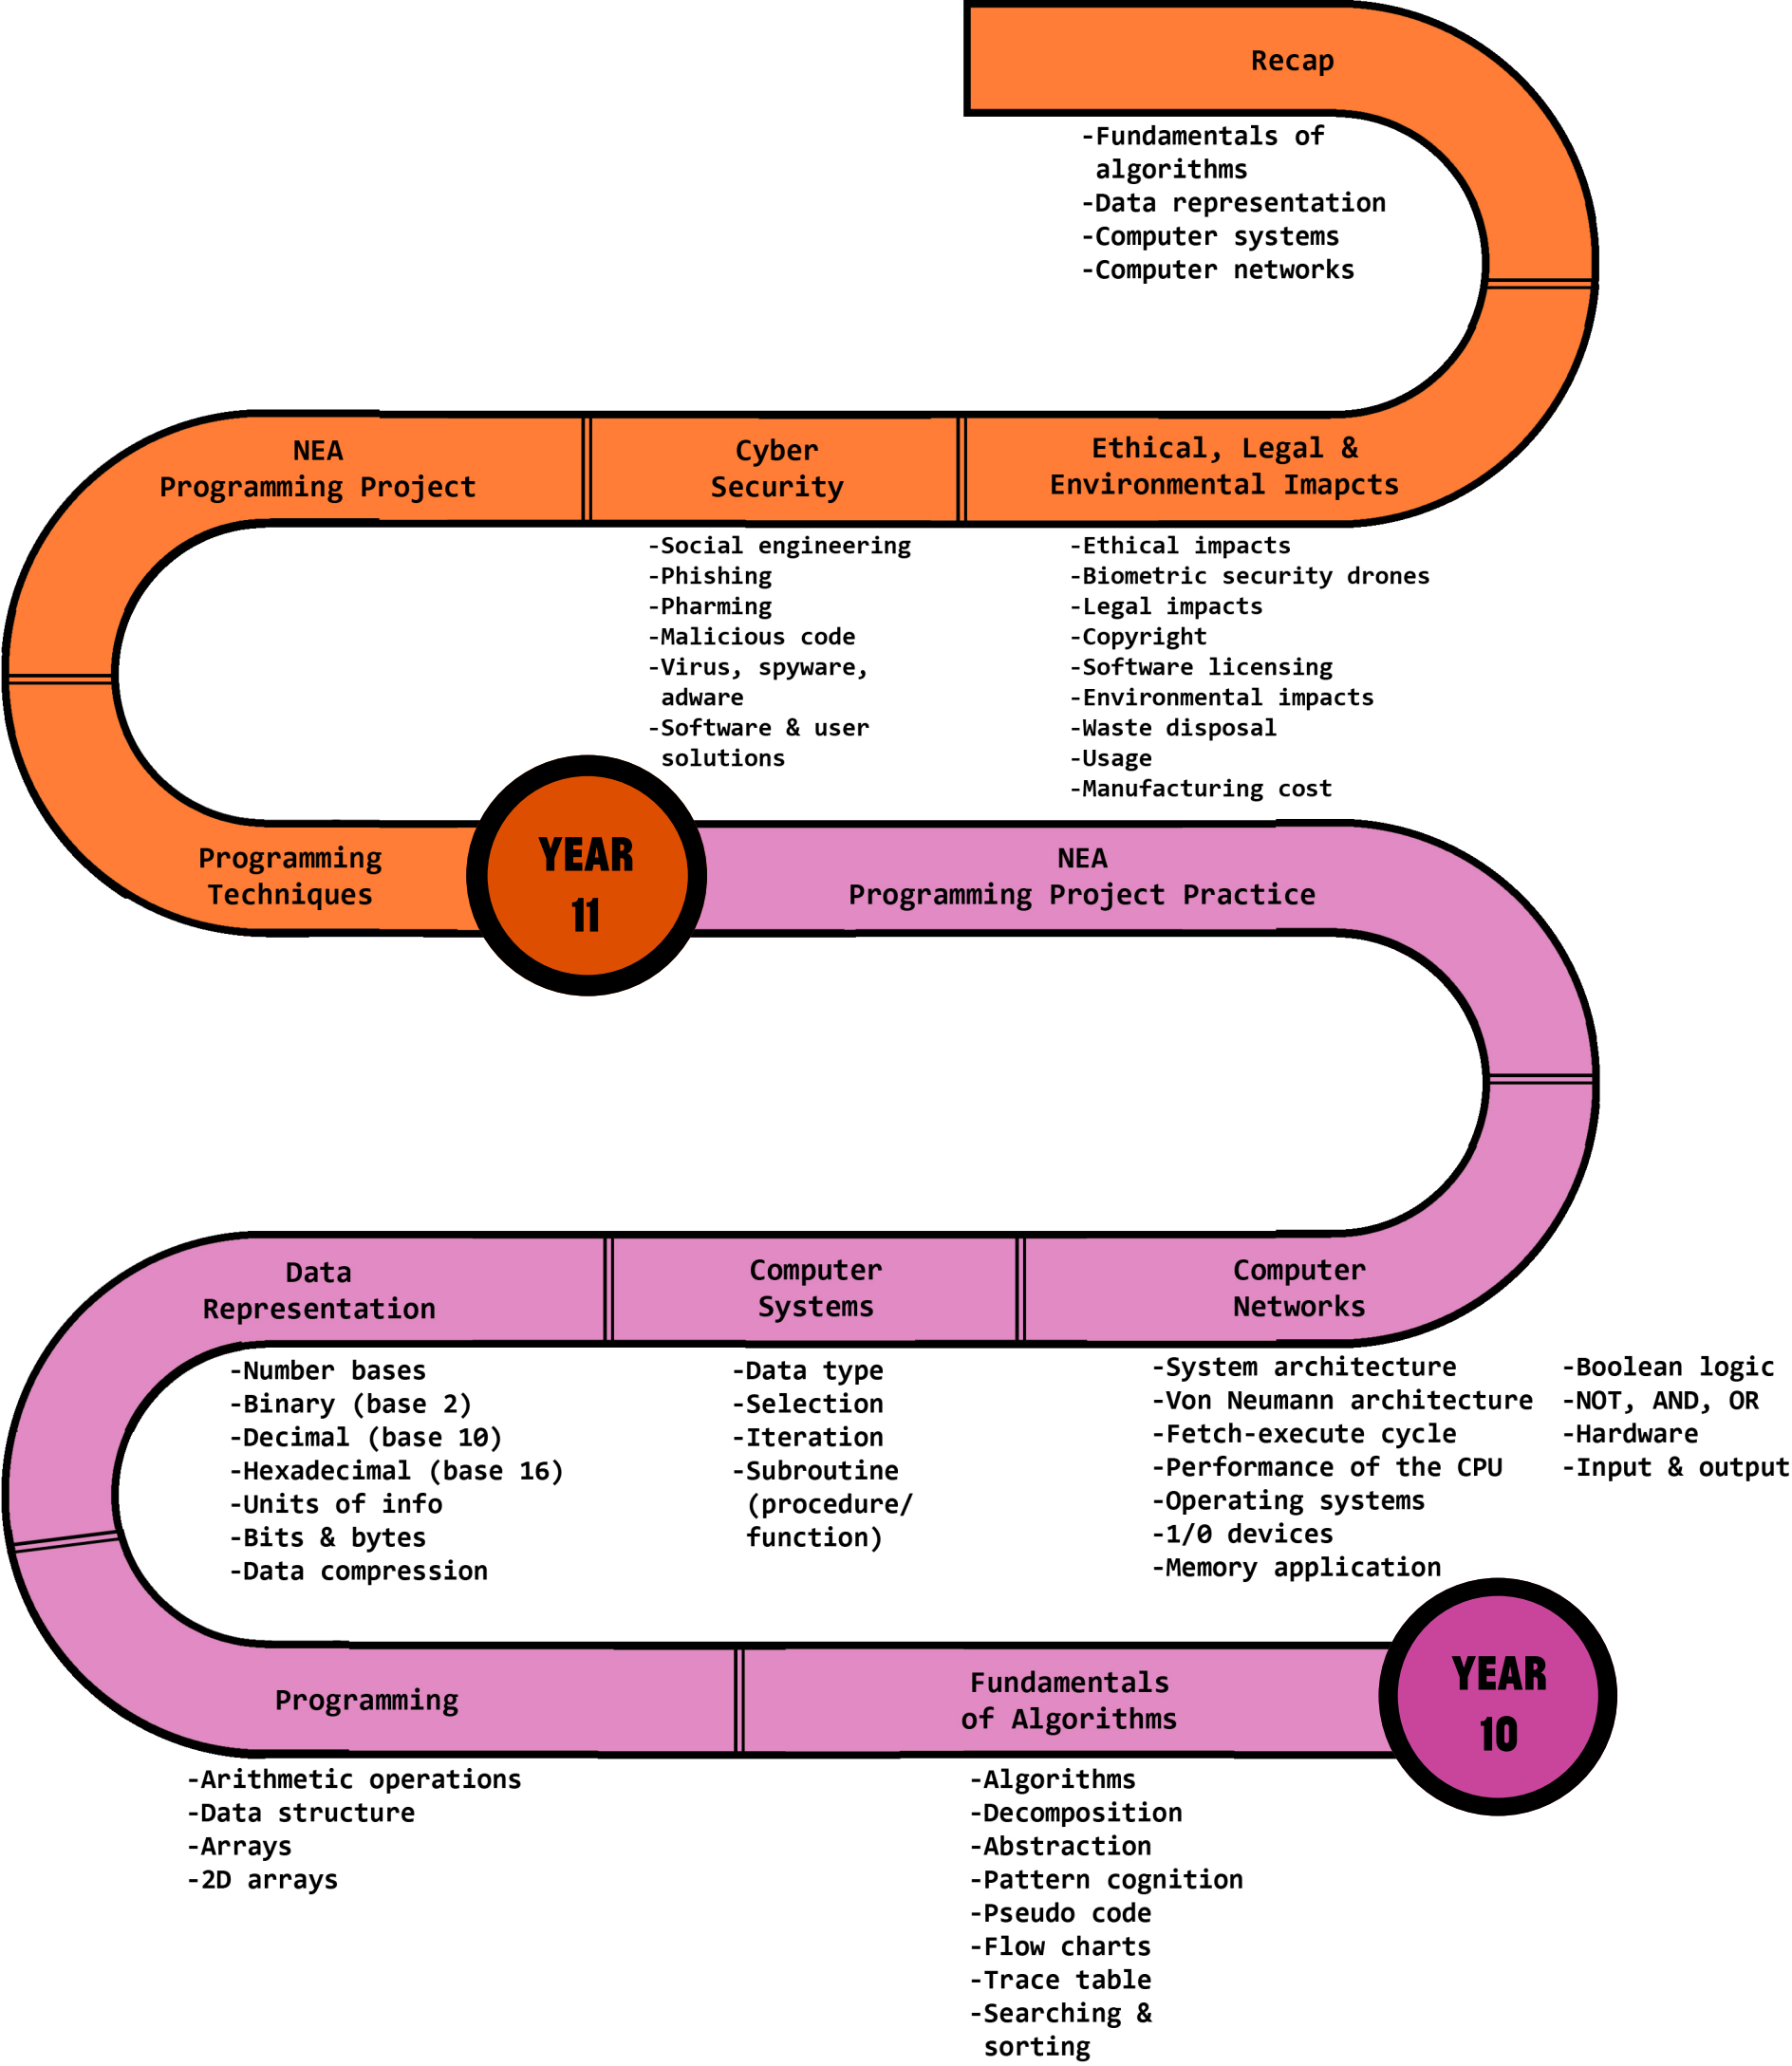 Recap
-Fundamentals of
algorithms
-Data representation
-Computer systems
-Computer networks
NEA
Programming Project
Cyber
Security
Ethical, Legal &
Environmental Imapcts
-Social engineering
-Phishing
-Pharming
-Malicious code
-Virus, spyware,
adware
-Software & user
solutions
-Ethical impacts
-Biometric security drones
-Legal impacts
-Copyright
-Software licensing
-Environmental impacts
-Waste disposal
-Usage
-Manufacturing cost
Programming
Techniques
YEAR
11
NEA
Programming Project Practice
Data
Representation
Computer
Systems
Computer
Networks
-Number bases
-Binary (base 2)
-Decimal (base 10)
-Hexadecimal (base 16)
-Units of info
-Bits & bytes
-Data compression
-Data type
-Selection
-Iteration
-Subroutine
(procedure/
function)
-System architecture
-Von Neumann architecture
-Fetch-execute cycle
-Performance of the CPU
-Operating systems
-1/0 devices
-Memory application
-Boolean logic
-NOT, AND, OR
-Hardware
-Input & output
Programming
Fundamentals
of Algorithms
YEAR
10
-Arithmetic operations
-Data structure
-Arrays
-2D arrays
-Algorithms
-Decomposition
-Abstraction
-Pattern cognition
-Pseudo code
-Flow charts
-Trace table
-Searching &
sorting